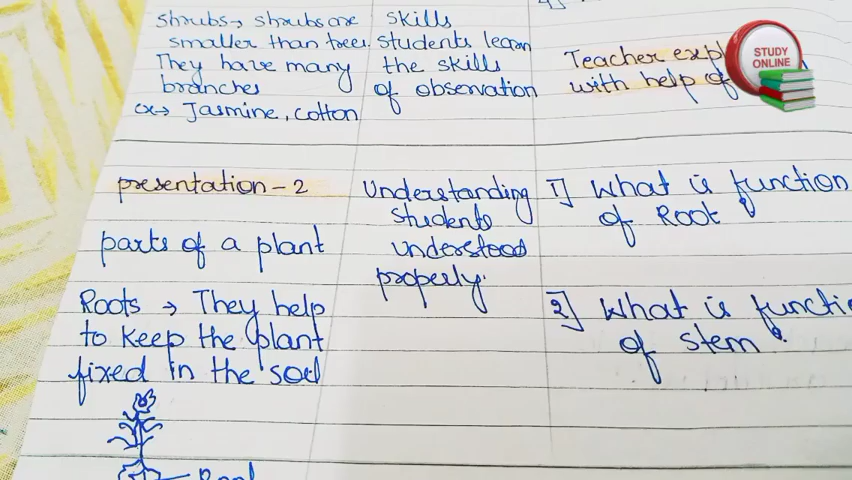 shrubs → shrubs are
smaller than trees.
They have many
branches
ex→ Jasmine, cotton
skills
students learn
the skills
of observation
Teacher
with help of
STUDY
ONLINE
presentation-2
parts of a plant
Roots → They help
to keep the plant
fixed in the soil
Root
Understanding
students
understood
properly.
1] What is function
of Root ?
2] What is
of stem ?